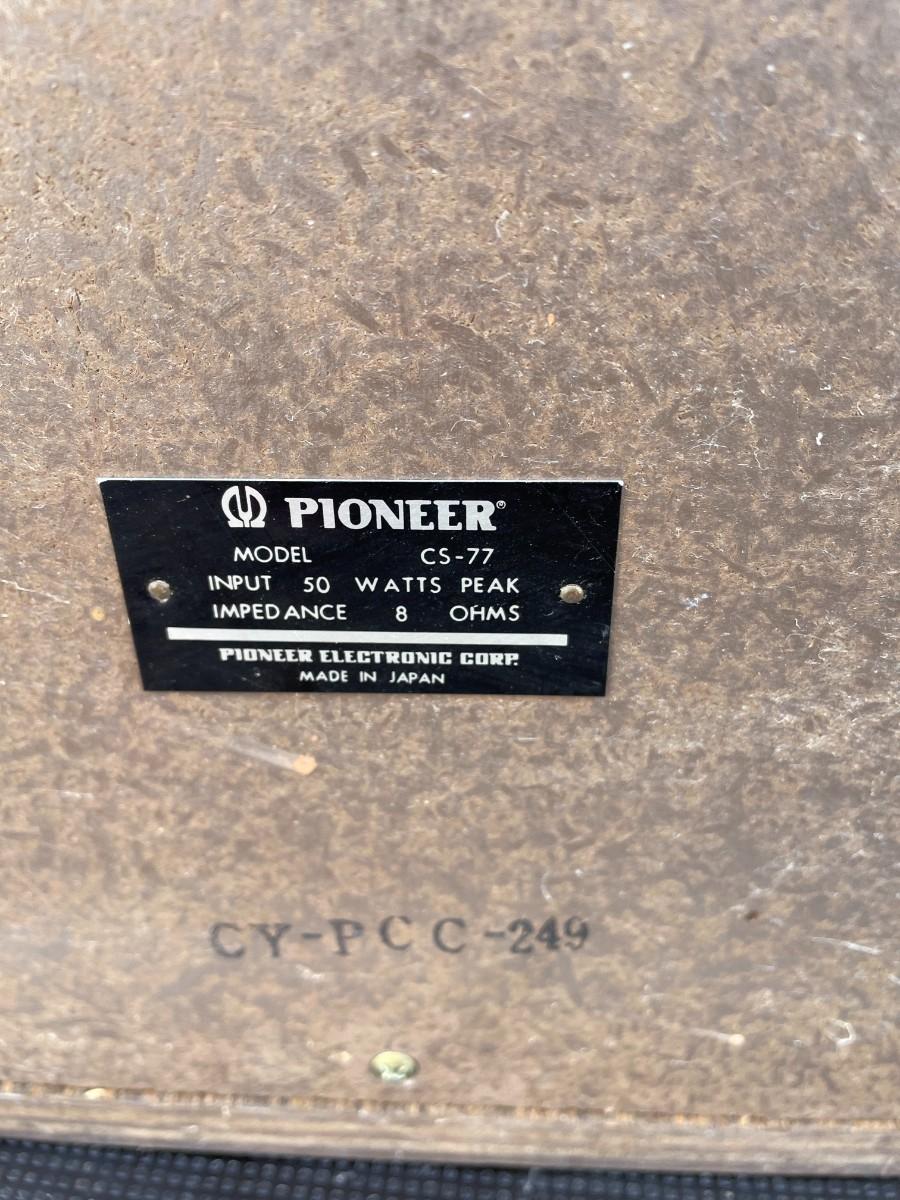 PIONEER®
MODEL CS-77
INPUT 50 WATTS PEAK
IMPEDANCE 8 OHMS
PIONEER ELECTRONIC CORP.
MADE IN JAPAN
CY-PCC-249